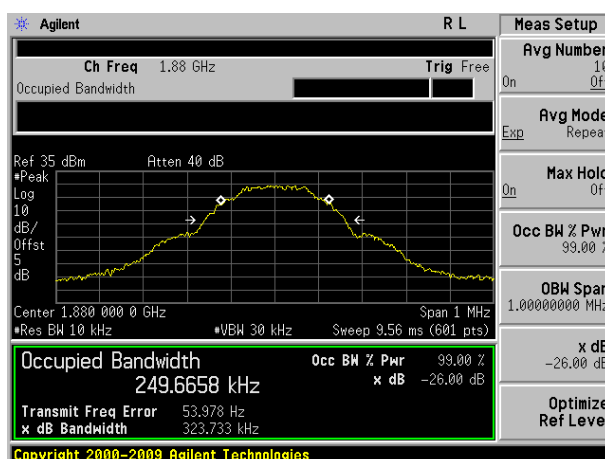 Agilent R L
Meas Setup
Ch Freq 1.88 GHz Trig Free
Occupied Bandwidth
Avg Number
On
Avg Mode
Exp Repeat
Max Hold
On
Occ BW % Pwr
99.00 %
OBW Span
1.00000000 MHz
x dB
-26.00 dB
Optimize
Ref Level
Ref 35 dBm Atten 40 dB
#Peak
Log
10
dB/
Offst
5
dB
Center 1.880 000 0 GHz Span 1 MHz
#Res BW 10 kHz #VBW 30 kHz Sweep 9.56 ms (601 pts)
Occupied Bandwidth Occ BW % Pwr 99.00 %
249.6658 kHz x dB -26.00 dB
Transmit Freq Error 53.978 Hz
x dB Bandwidth 323.733 kHz
Copyright 2000-2009 Agilent Technologies